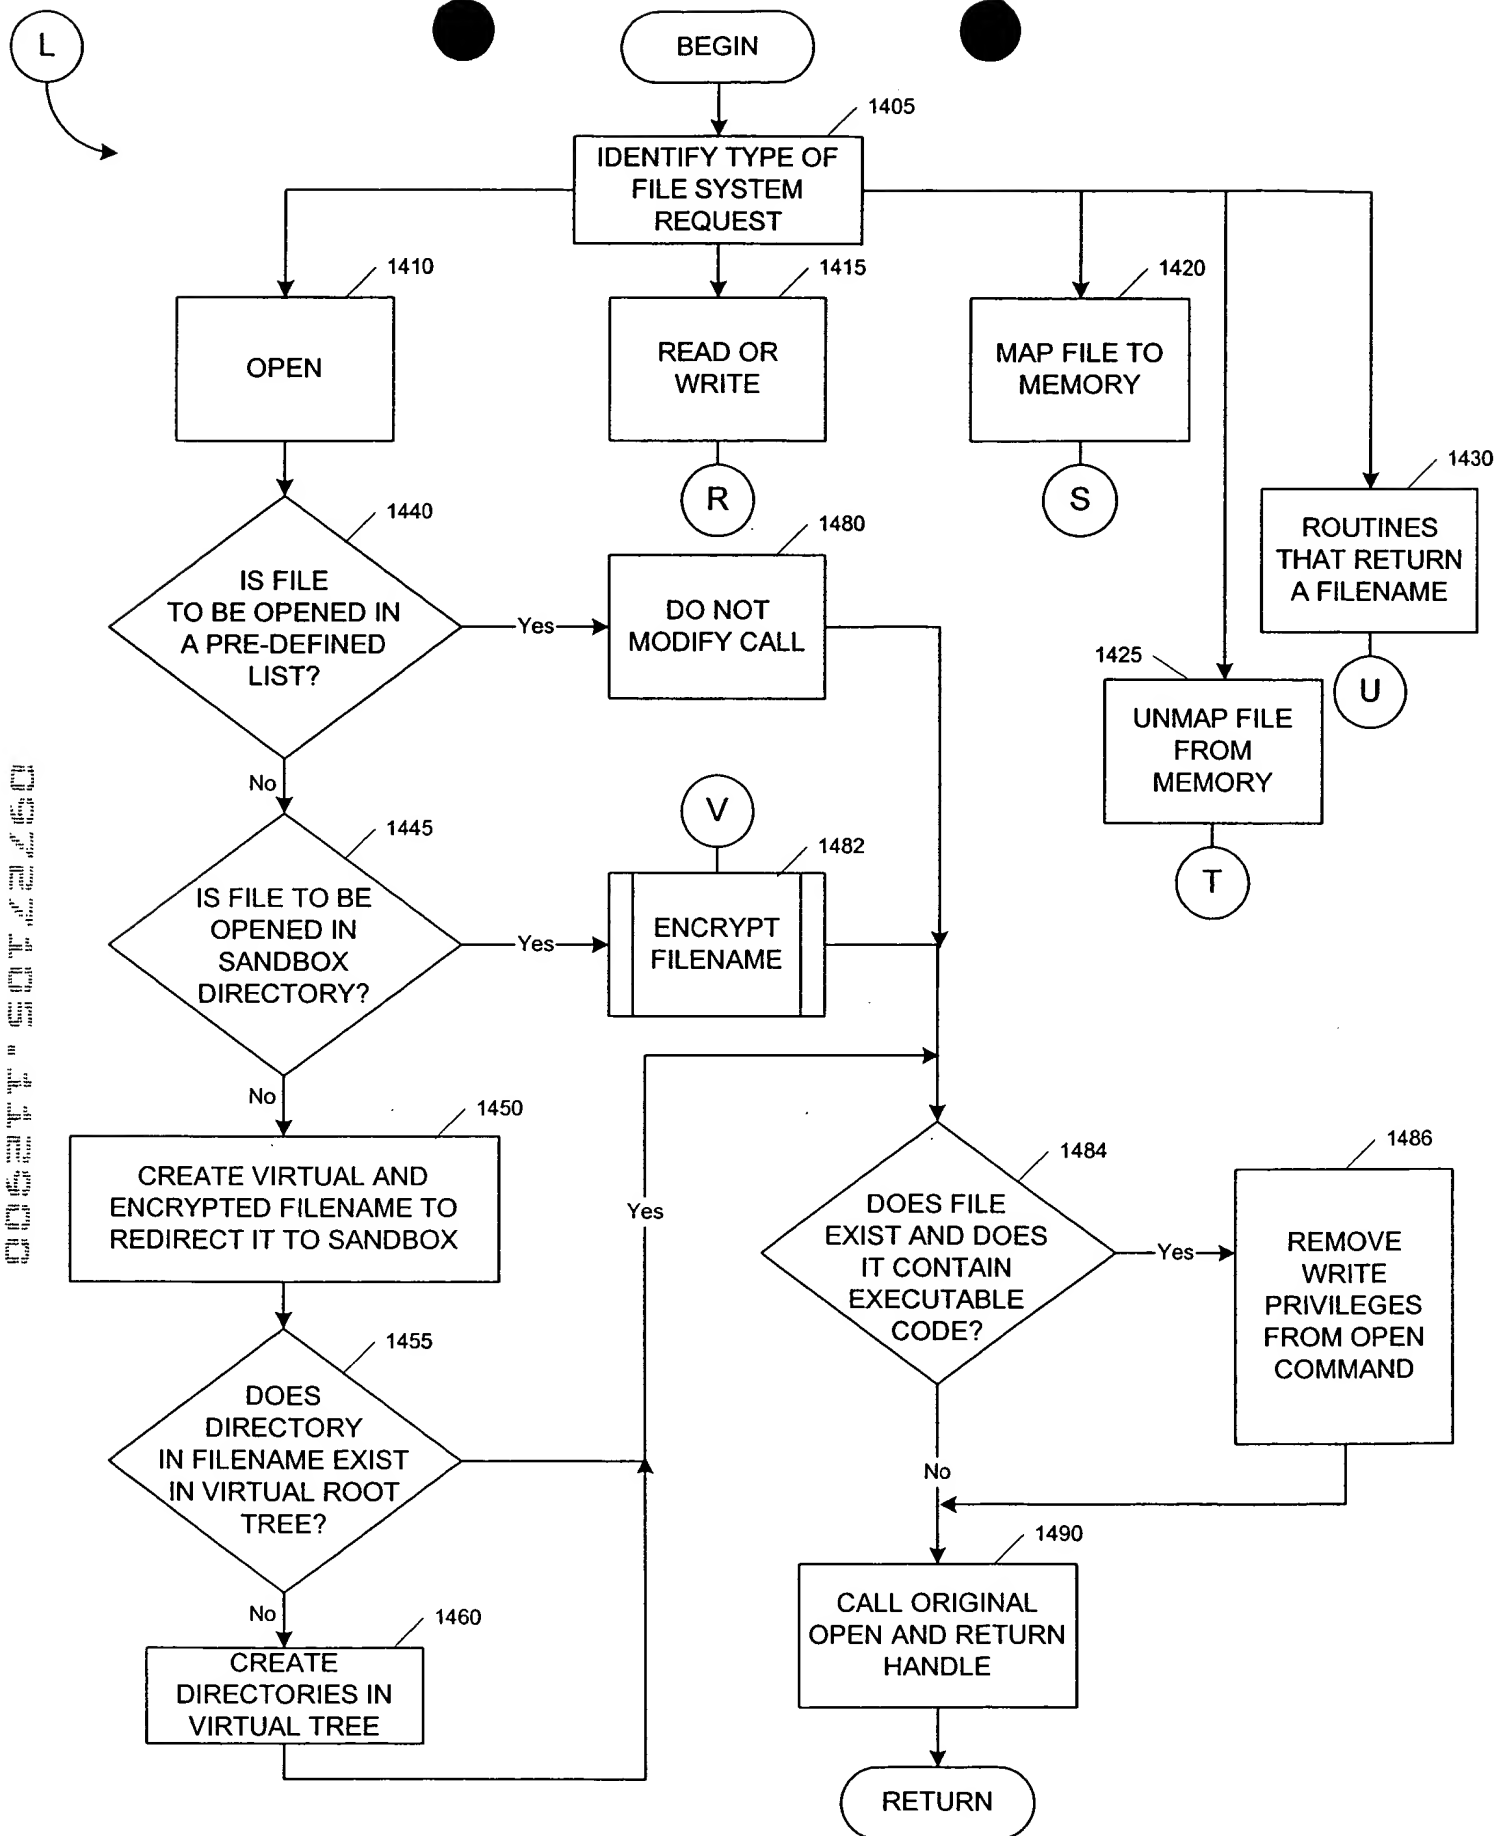 L
BEGIN
1405
IDENTIFY TYPE OF
FILE SYSTEM
REQUEST
1410
OPEN
1415
READ OR
WRITE
R
1420
MAP FILE TO
MEMORY
S
1430
ROUTINES
THAT RETURN
A FILENAME
U
1425
UNMAP FILE
FROM
MEMORY
T
1440
IS FILE
TO BE OPENED IN
A PRE-DEFINED
LIST?
Yes
1480
DO NOT
MODIFY CALL
No
1445
IS FILE TO BE
OPENED IN
SANDBOX
DIRECTORY?
Yes
V
1482
ENCRYPT
FILENAME
No
1450
CREATE VIRTUAL AND
ENCRYPTED FILENAME TO
REDIRECT IT TO SANDBOX
1455
DOES
DIRECTORY
IN FILENAME EXIST
IN VIRTUAL ROOT
TREE?
Yes
No
1460
CREATE
DIRECTORIES IN
VIRTUAL TREE
1484
DOES FILE
EXIST AND DOES
IT CONTAIN
EXECUTABLE
CODE?
Yes
1486
REMOVE
WRITE
PRIVILEGES
FROM OPEN
COMMAND
No
1490
CALL ORIGINAL
OPEN AND RETURN
HANDLE
RETURN